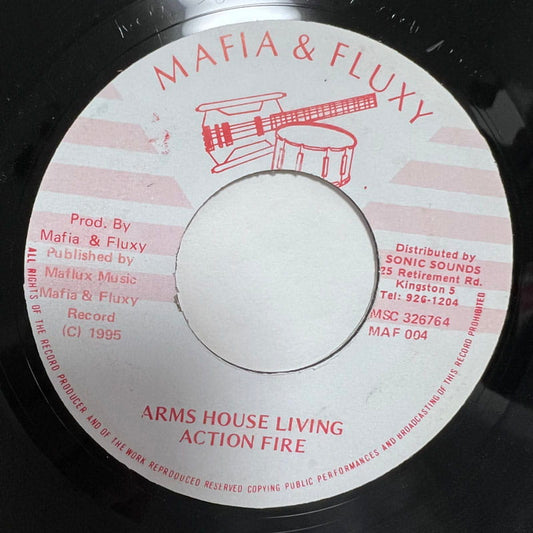 MAFIA & FLUXY
Prod. By
Mafia & Fluxy
Published by
Maflux Music
Mafia & Fluxy
Record
(C) 1995
Distributed by
SONIC SOUNDS
25 Retirement Rd.
Kingston 5
Tel: 926-1204
MSC 326764
MAF 004
ARMS HOUSE LIVING
ACTION FIRE
ALL RIGHTS OF THE RECORD PRODUCER AND OF THE WORK REPRODUCED RESERVED COPYING PUBLIC PERFORMANCES AND BROADCASTING OF THIS RECORD PROHIBITED